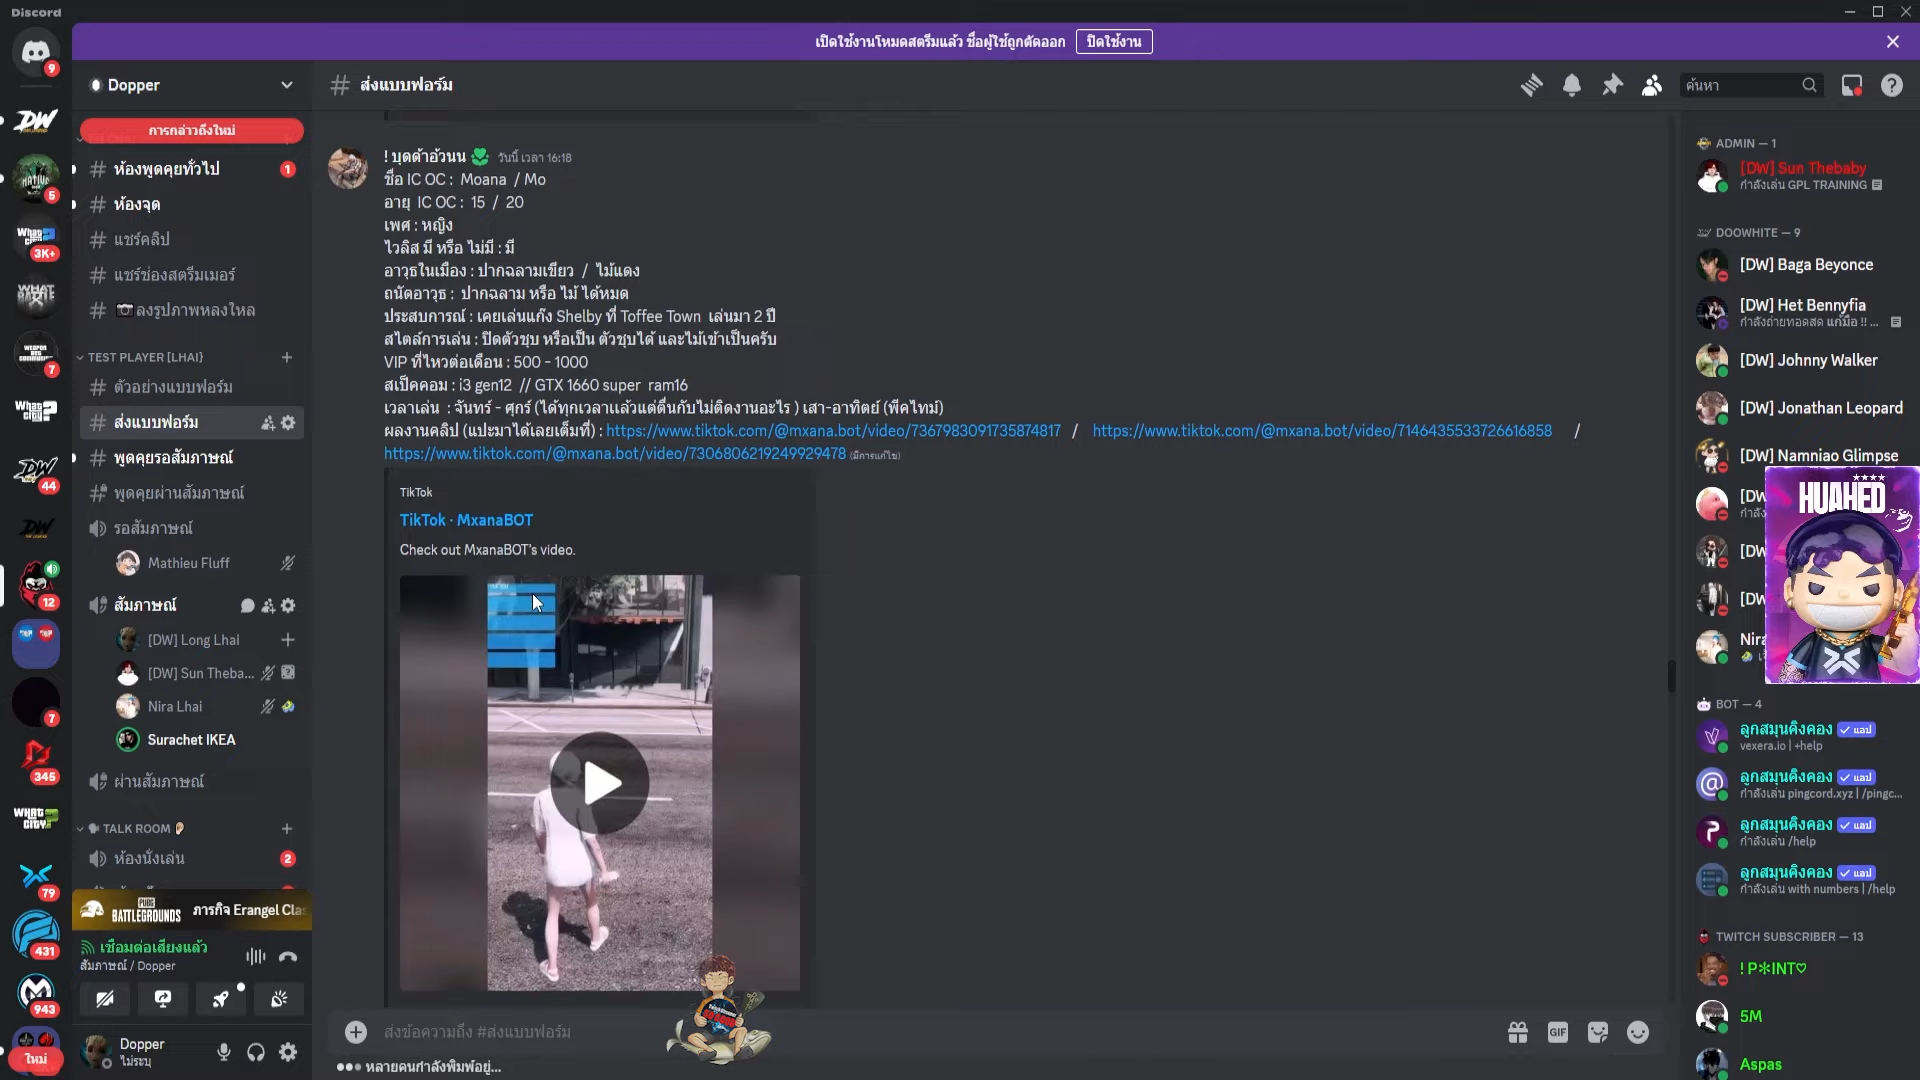 Discord
เปิดใช้งานโหมดสตรีมแล้ว ชื่อผู้ใช้ถูกตัดออก
ปิดใช้งาน
Dopper
ส่งแบบฟอร์ม
ค้นหา
การกล่าวถึงใหม่
ห้องพูดคุยทั่วไป
1
ห้องจุด
แชร์คลิป
แชร์ช่องสตรีมเมอร์
ลงรูปภาพหลงใหล
TEST PLAYER [LHAI}
ตัวอย่างแบบฟอร์ม
ส่งแบบฟอร์ม
พูดคุยรอสัมภาษณ์
พูดคุยผ่านสัมภาษณ์
รอสัมภาษณ์
Mathieu Fluff
สัมภาษณ์
[DW] Long Lhai
[DW] Sun Theba...
Nira Lhai
Surachet IKEA
ผ่านสัมภาษณ์
TALK ROOM
ห้องนั่งเล่น
2
PUBG
BATTLEGROUNDS
ภารกิจ Erangel Clas
เชื่อมต่อเสียงแล้ว
สัมภาษณ์ / Dopper
Dopper
ไม่ระบุ
9
DW
5
What City
3K+
WHAT BATTLE
7
What City
DW
44
DW
12
7
345
WHAT CITY
79
431
943
ใหม่
! บุดด้าอ้วนน วันนี้ เวลา 16:18
ชื่อ IC OC : Moana / Mo
อายุ IC OC : 15 / 20
เพศ : หญิง
ไวลิส มี หรือ ไม่มี : มี
อาวุธในเมือง : ปากฉลามเขียว / ไม้แดง
ถนัดอาวุธ : ปากฉลาม หรือ ไม้ ได้หมด
ประสบการณ์ : เคยเล่นแก๊ง Shelby ที่ Toffee Town เล่นมา 2 ปี
สไตล์การเล่น : ปิดตัวชุบ หรือเป็น ตัวชุบได้ และไม้เข้าเป็นครับ
VIP ที่ไหวต่อเดือน : 500 - 1000
สเป็คคอม : i3 gen12 // GTX 1660 super ram16
เวลาเล่น : จันทร์ - ศุกร์ (ได้ทุกเวลาแล้วแต่ตื่นกับไม่ติดงานอะไร ) เสา-อาทิตย์ (พีคไทม์)
ผลงานคลิป (แปะมาได้เลยเต็มที่) : https://www.tiktok.com/@mxana.bot/video/7367983091735874817 / https://www.tiktok.com/@mxana.bot/video/7146435533726616858 /
https://www.tiktok.com/@mxana.bot/video/7306806219249929478 (มีการแก้ไข)
TikTok
TikTok · MxanaBOT
Check out MxanaBOT's video.
ส่งข้อความถึง #ส่งแบบฟอร์ม
GIF
หลายคนกำลังพิมพ์อยู่...
ADMIN — 1
[DW] Sun Thebaby
กำลังเล่น GPL TRAINING
DOOWHITE — 9
[DW] Baga Beyonce
[DW] Het Bennyfia
กำลังถ่ายทอดสด แก้มือ !! ...
[DW] Johnny Walker
[DW] Jonathan Leopard
[DW] Namniao Glimpse
[DW
กำลัง
[DW
[DW
Nira
HUAHED
BOT — 4
ลูกสมุนคิงคอง แอป
vexera.io | +help
ลูกสมุนคิงคอง แอป
กำลังเล่น pingcord.xyz | /pingc...
ลูกสมุนคิงคอง แอป
กำลังเล่น /help
ลูกสมุนคิงคอง แอป
กำลังเล่น with numbers | /help
TWITCH SUBSCRIBER — 13
! P✻INT♡
5M
Aspas